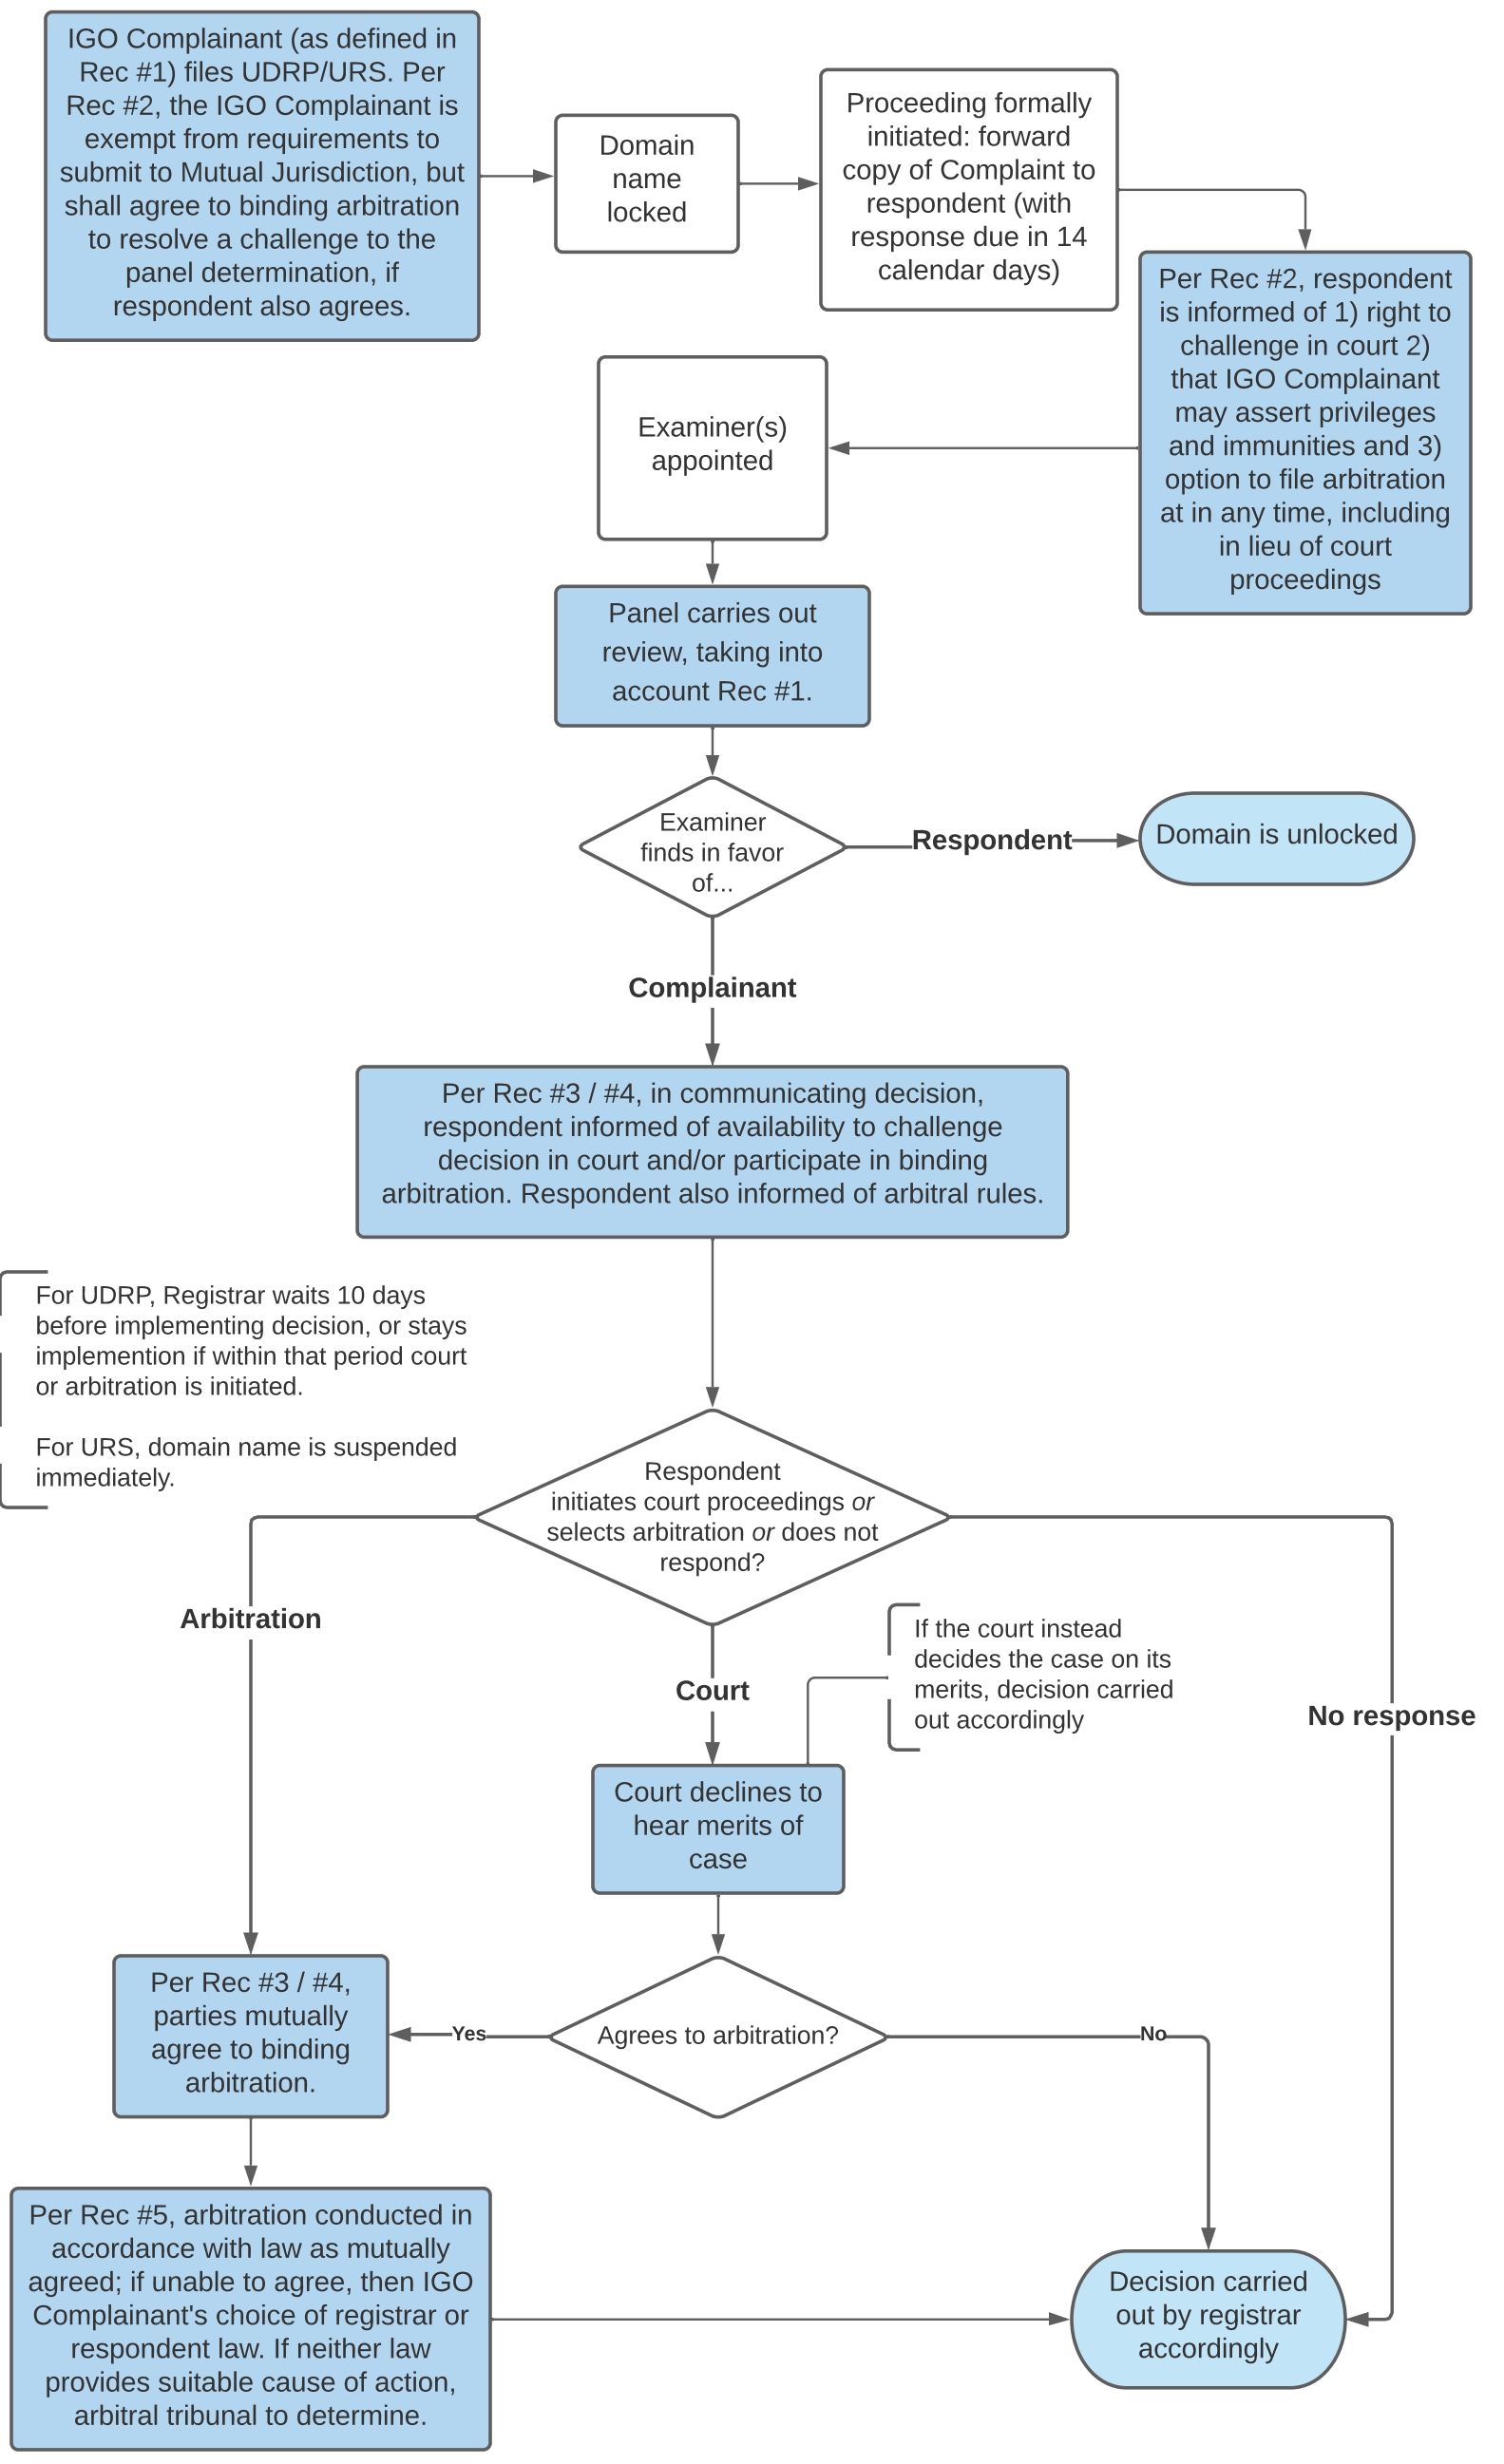 IGO Complainant (as defined in
Rec #1) files UDRP/URS. Per
Rec #2, the IGO Complainant is
exempt from requirements to
submit to Mutual Jurisdiction, but
shall agree to binding arbitration
to resolve a challenge to the
panel determination, if
respondent also agrees.
Domain
name
locked
Proceeding formally
initiated: forward
copy of Complaint to
respondent (with
response due in 14
calendar days)
Per Rec #2, respondent
is informed of 1) right to
challenge in court 2)
that IGO Complainant
may assert privileges
and immunities and 3)
option to file arbitration
at in any time, including
in lieu of court
proceedings
Examiner(s)
appointed
Panel carries out
review, taking into
account Rec #1.
Examiner
finds in favor
of...
Respondent
Domain is unlocked
Complainant
Per Rec #3 / #4, in communicating decision,
respondent informed of availability to challenge
decision in court and/or participate in binding
arbitration. Respondent also informed of arbitral rules.
For UDRP, Registrar waits 10 days
before implementing decision, or stays
implemention if within that period court
or arbitration is initiated.
For URS, domain name is suspended
immediately.
Respondent
initiates court proceedings or
selects arbitration or does not
respond?
Arbitration
Court
No response
If the court instead
decides the case on its
merits, decision carried
out accordingly
Court declines to
hear merits of
case
Per Rec #3 / #4,
parties mutually
agree to binding
arbitration.
Yes
Agrees to arbitration?
No
Per Rec #5, arbitration conducted in
accordance with law as mutually
agreed; if unable to agree, then IGO
Complainant's choice of registrar or
respondent law. If neither law
provides suitable cause of action,
arbitral tribunal to determine.
Decision carried
out by registrar
accordingly